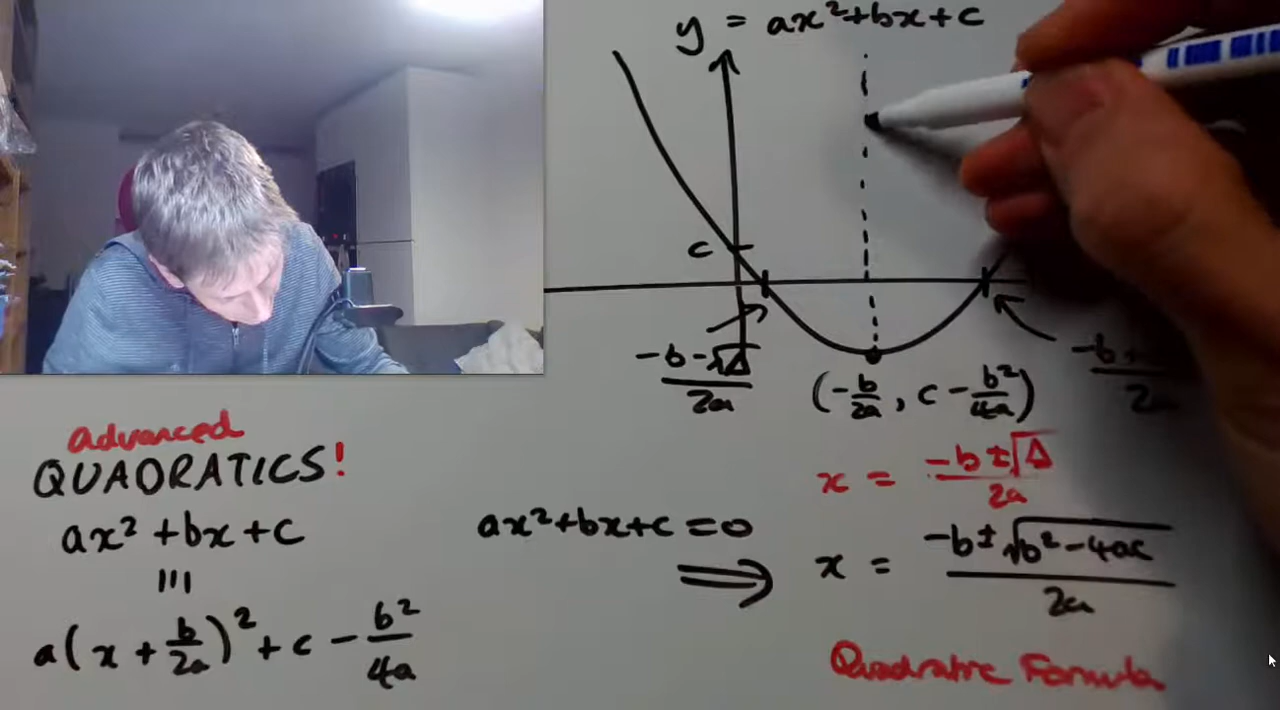 y = ax²+bx+c
c
-b-√Δ / 2a
(-b/2a, c - b²/4a)
2a
x = -b±√Δ / 2a
advanced
QUADRATICS!
ax² + bx + c
≡
a(x + b/2a)² + c - b²/4a
ax²+bx+c = 0
⟹ x = -b±√b²-4ac / 2a
Quadratic Formula